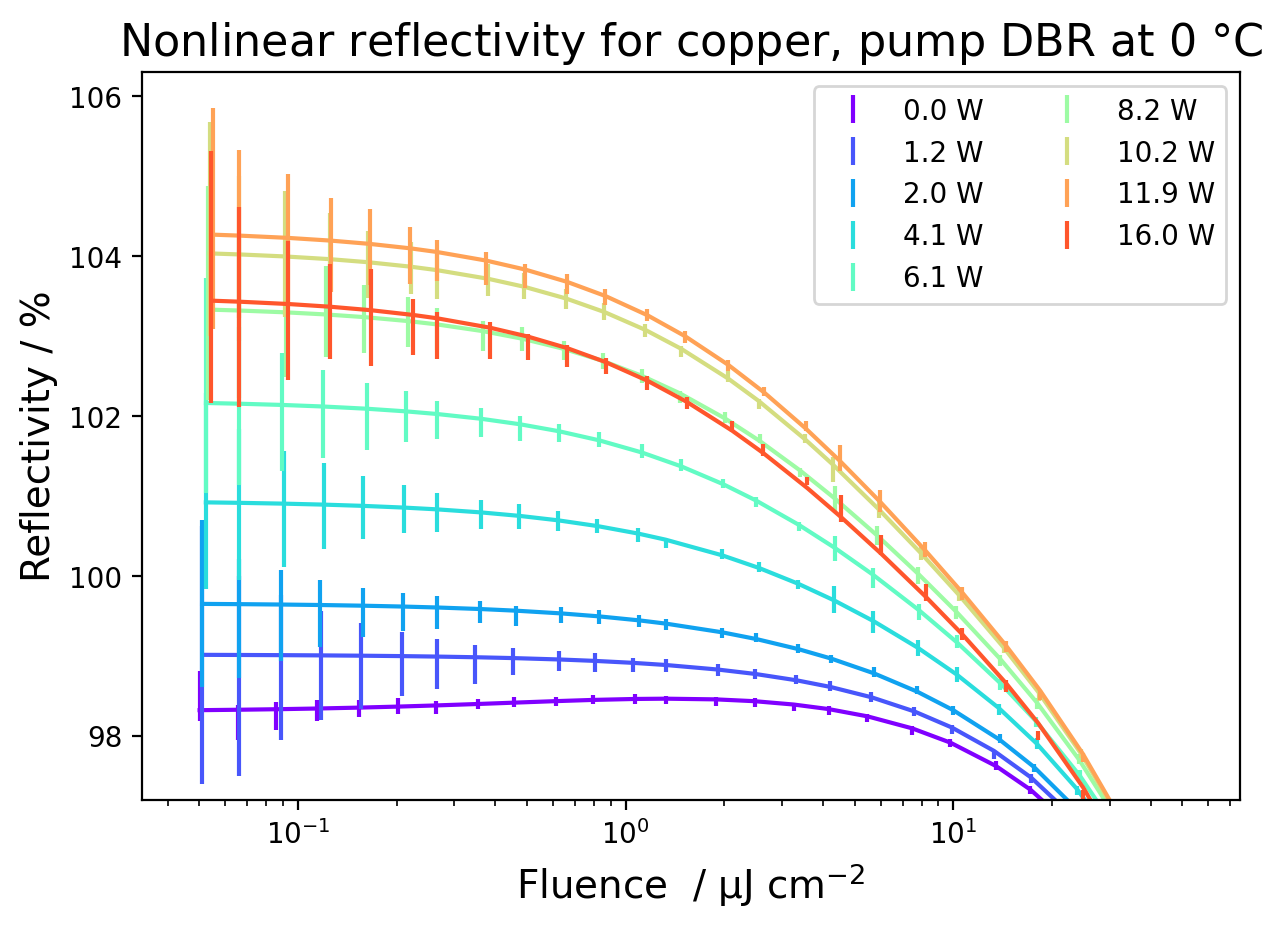 Nonlinear reflectivity for copper, pump DBR at 0 °C
106
104
102
100
98
Reflectivity / %
0.0 W
1.2 W
2.0 W
4.1 W
6.1 W
8.2 W
10.2 W
11.9 W
16.0 W
10⁻¹
10⁰
10¹
Fluence / μJ cm⁻²